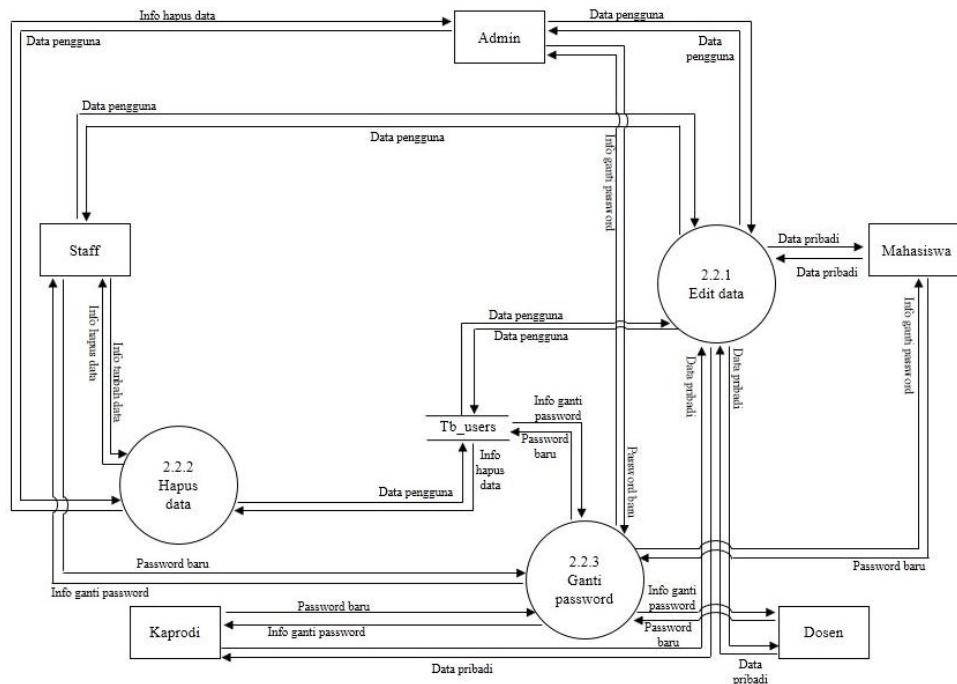 Info hapus data
Data pengguna
Admin
Data pengguna
Data
pengguna
Data pengguna
Data pengguna
Info ganti password
Staff
2.2.1
Edit data
Data pribadi
Data pribadi
Mahasiswa
Info ganti password
Info hapus data
Info tanbah data
Data pengguna
Data pengguna
Data pribadi
Data pribadi
Tb_users
Info ganti
password
Password
baru
Info
hapus
data
2.2.2
Hapus
data
Data pengguna
Password baru
2.2.3
Ganti
password
Password baru
Info ganti password
Password baru
Kaprodi
Password baru
Info ganti password
Info ganti
password
Password
baru
Dosen
Data pribadi
Data
pribadi